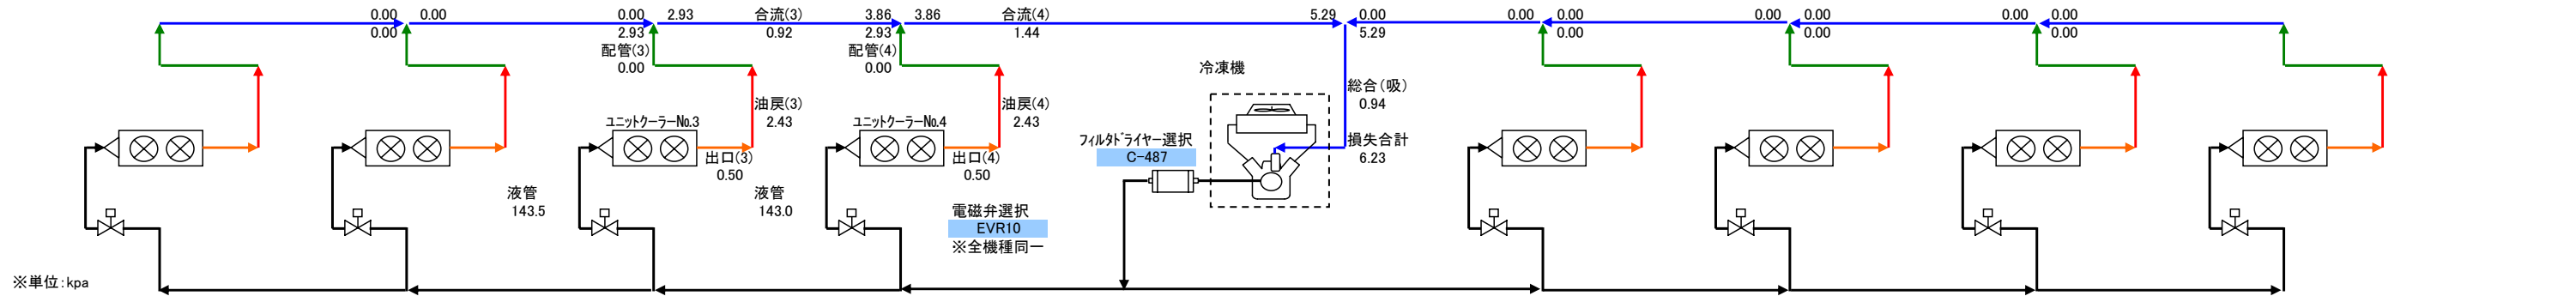 0.00 0.00 0.00 2.93 合流(3) 3.86 3.86 合流(4) 5.29 0.00 0.00 0.00 0.00 0.00 0.00 0.00
0.00 2.93 0.92 2.93 1.44 5.29 0.00 0.00 0.00
配管(3) 配管(4)
0.00 0.00 冷凍機
総合(吸)
油戻(3) 油戻(4) 0.94
ユニットクーラーNo.3 2.43 ユニットクーラーNo.4 2.43
フィルタドライヤー選択 損失合計
出口(3) 出口(4) C-487 6.23
0.50 0.50
液管 液管
143.5 143.0 電磁弁選択
EVR10
※全機種同一
※単位:kpa